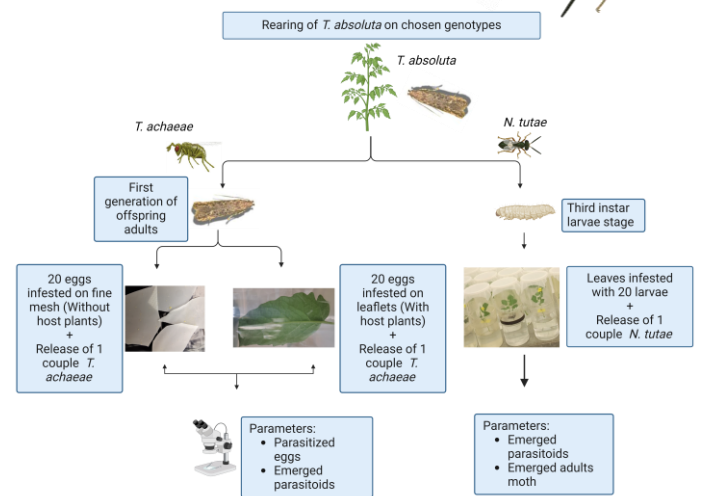 Rearing of T. absoluta on chosen genotypes
T. absoluta
T. achaeae
N. tutae
First
generation of
offspring
adults
Third instar
larvae stage
20 eggs
infested on fine
mesh (Without
host plants)
+
Release of 1
couple T.
achaeae
20 eggs
infested on
leaflets (With
host plants)
+
Release of 1
couple T.
achaeae
Leaves infested
with 20 larvae
+
Release of 1
couple N. tutae
Parameters:
• Parasitized
eggs
• Emerged
parasitoids
Parameters:
• Emerged
parasitoids
• Emerged adults
moth